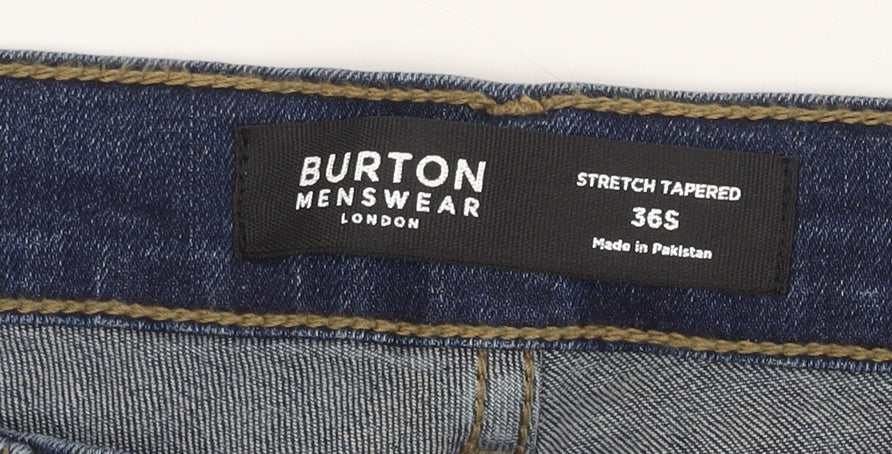 BURTON
MENSWEAR
LONDON
STRETCH TAPERED
36S
Made in Pakistan